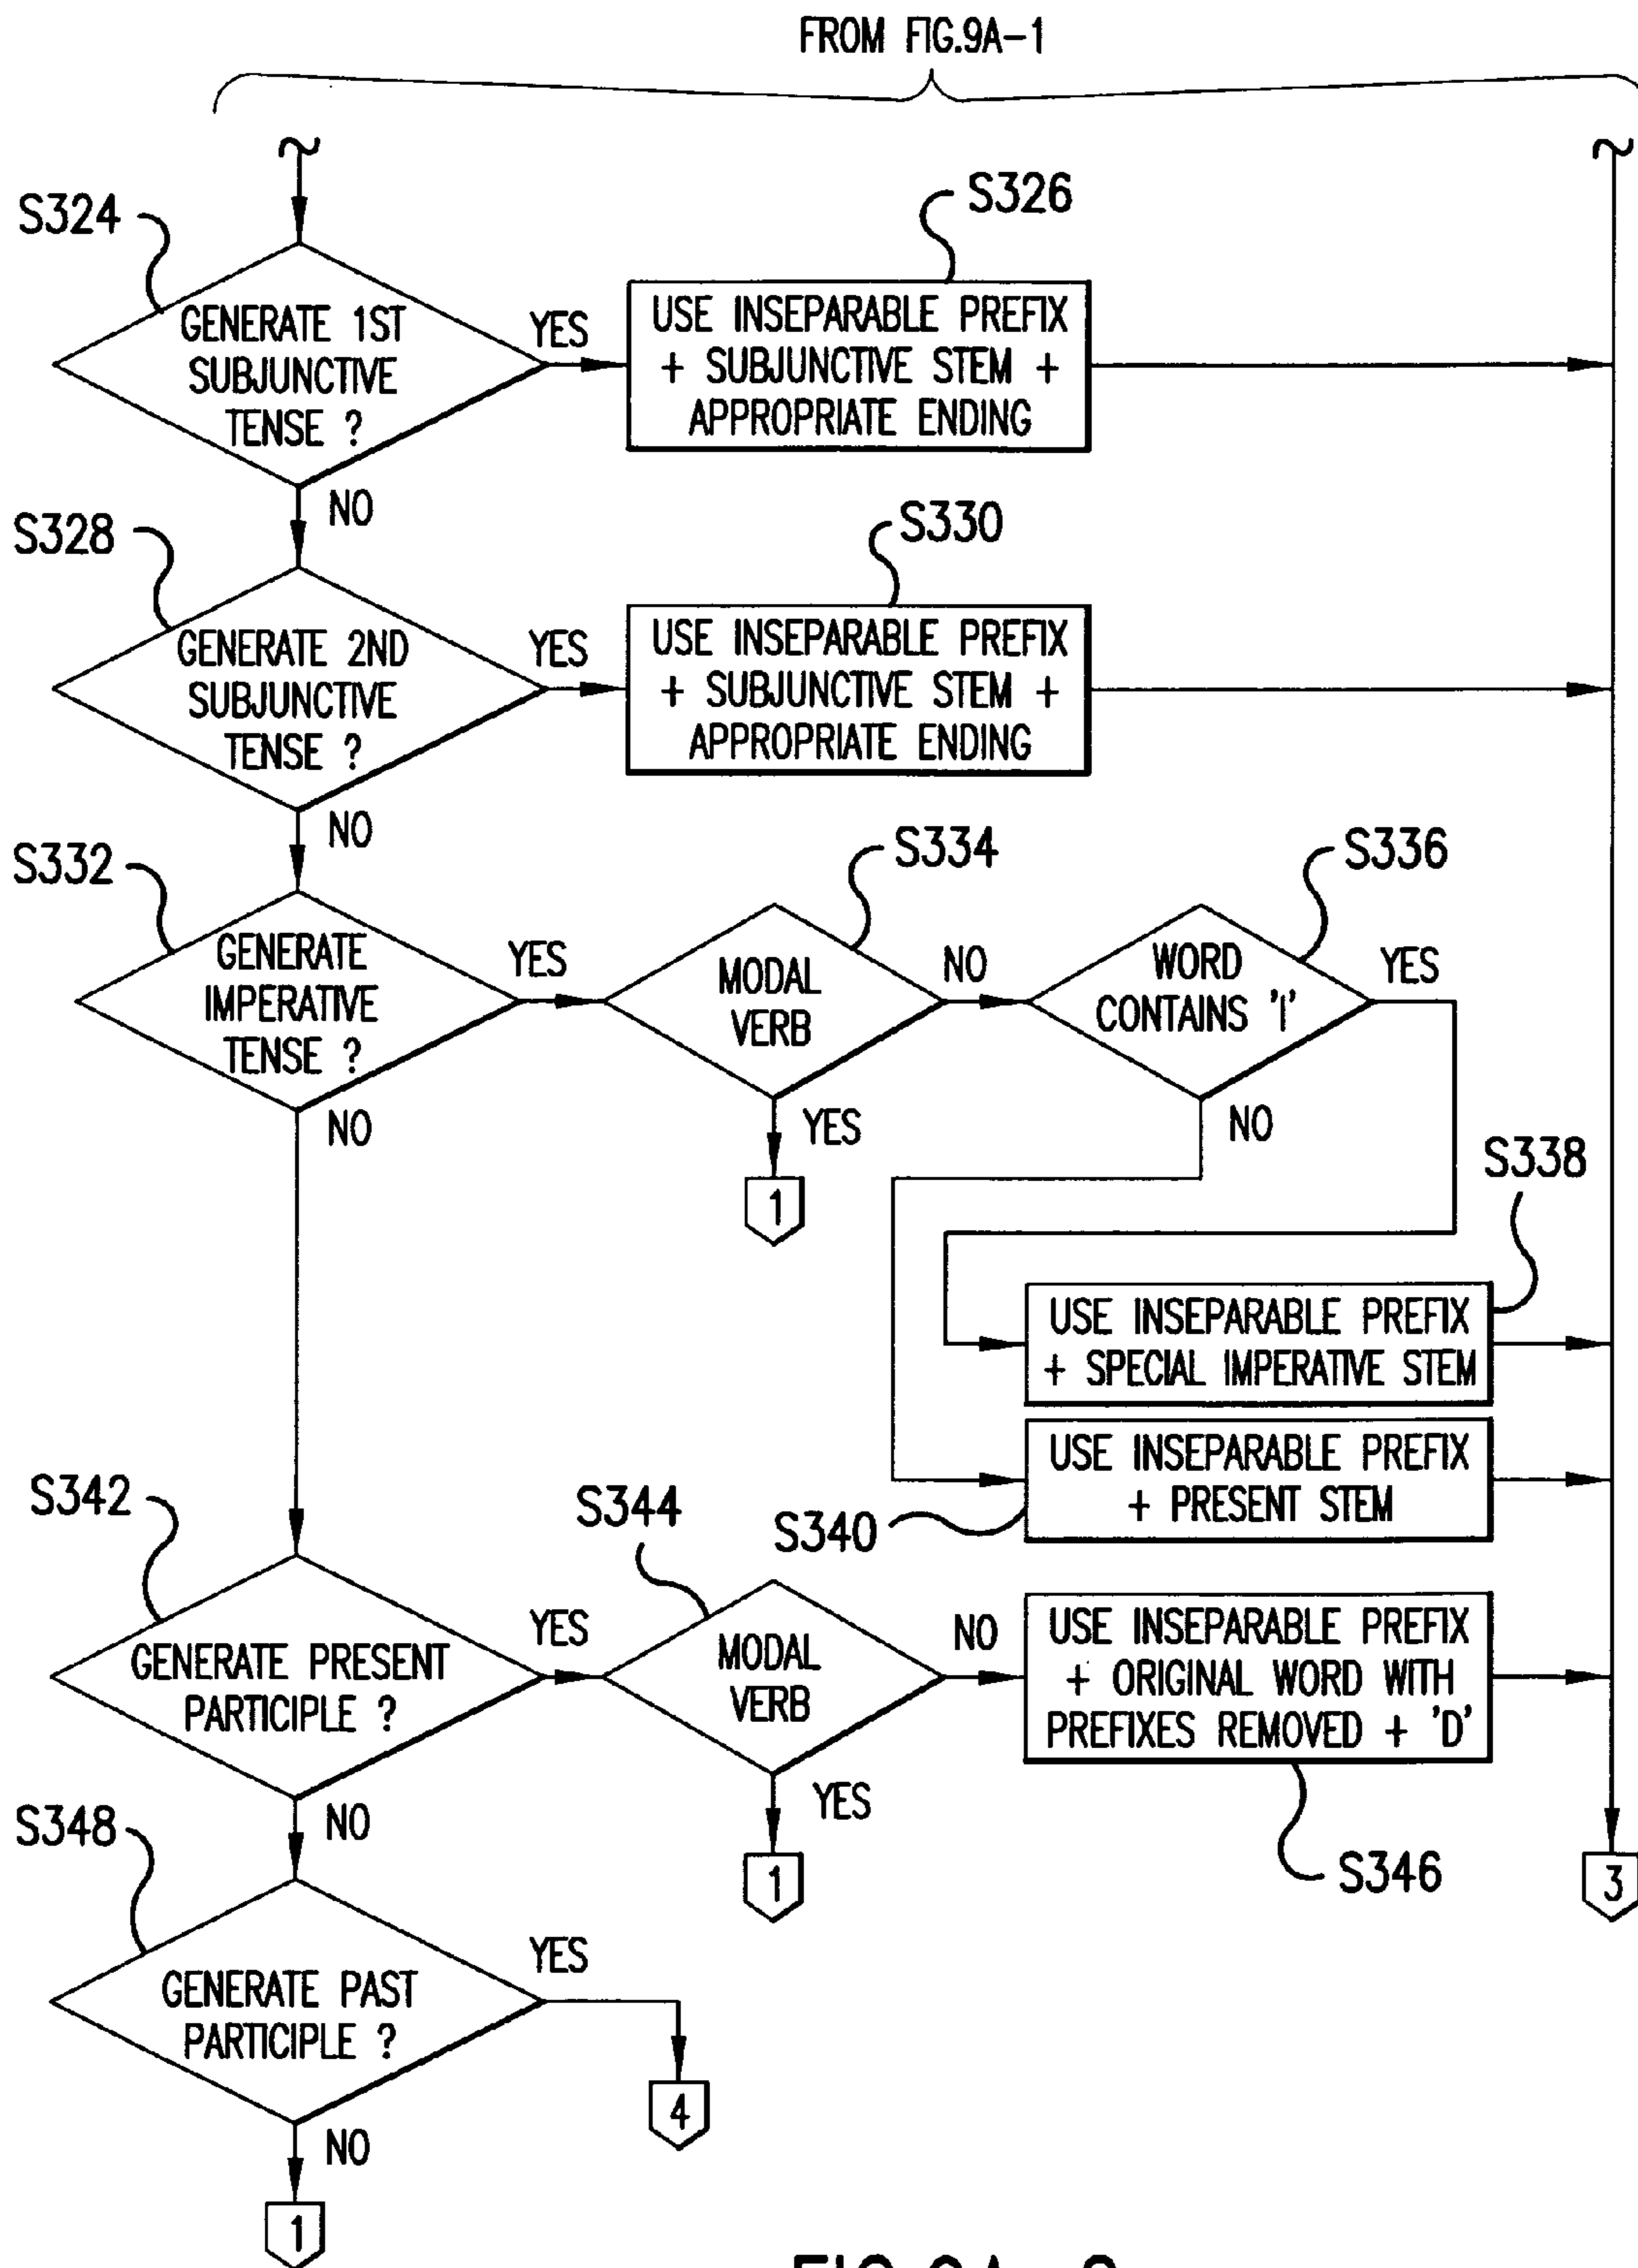 FROM FIG.9A-1
S324
GENERATE 1ST
SUBJUNCTIVE
TENSE ?
YES
NO
S326
USE INSEPARABLE PREFIX
+ SUBJUNCTIVE STEM +
APPROPRIATE ENDING
S328
GENERATE 2ND
SUBJUNCTIVE
TENSE ?
YES
NO
S330
USE INSEPARABLE PREFIX
+ SUBJUNCTIVE STEM +
APPROPRIATE ENDING
S332
GENERATE
IMPERATIVE
TENSE ?
YES
NO
S334
MODAL
VERB
NO
YES
1
S336
WORD
CONTAINS 'I'
YES
NO
S338
USE INSEPARABLE PREFIX
+ SPECIAL IMPERATIVE STEM
S340
USE INSEPARABLE PREFIX
+ PRESENT STEM
S342
GENERATE PRESENT
PARTICIPLE ?
YES
NO
S344
MODAL
VERB
NO
YES
1
USE INSEPARABLE PREFIX
+ ORIGINAL WORD WITH
PREFIXES REMOVED + 'D'
S346
3
S348
GENERATE PAST
PARTICIPLE ?
YES
4
NO
1